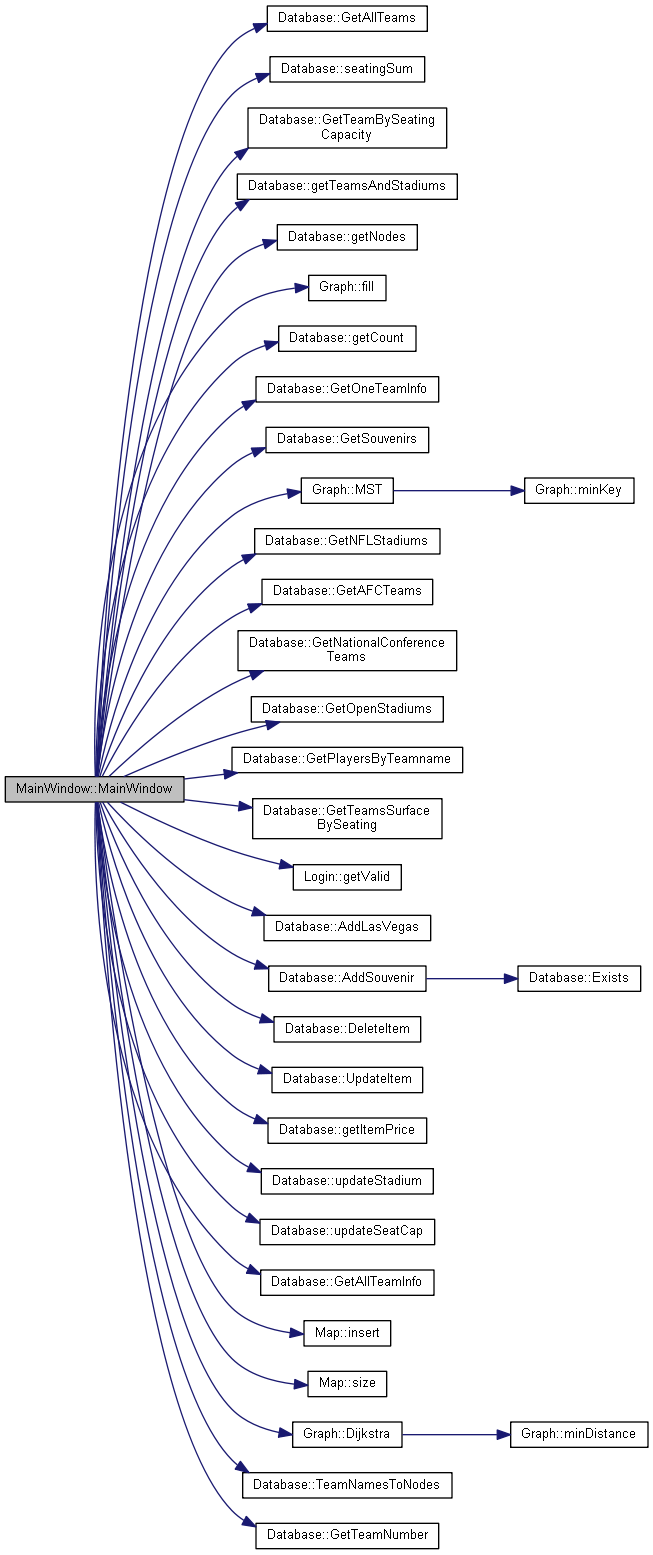 Database::GetAllTeams
Database::seatingSum
Database::GetTeamBySeating
Capacity
Database::getTeamsAndStadiums
Database::getNodes
Graph::fill
Database::getCount
Database::GetOneTeamInfo
Database::GetSouvenirs
Graph::MST
Graph::minKey
Database::GetNFLStadiums
Database::GetAFCTeams
Database::GetNationalConference
Teams
Database::GetOpenStadiums
Database::GetPlayersByTeamname
MainWindow::MainWindow
Database::GetTeamsSurface
BySeating
Login::getValid
Database::AddLasVegas
Database::AddSouvenir
Database::Exists
Database::DeleteItem
Database::UpdateItem
Database::getItemPrice
Database::updateStadium
Database::updateSeatCap
Database::GetAllTeamInfo
Map::insert
Map::size
Graph::Dijkstra
Graph::minDistance
Database::TeamNamesToNodes
Database::GetTeamNumber